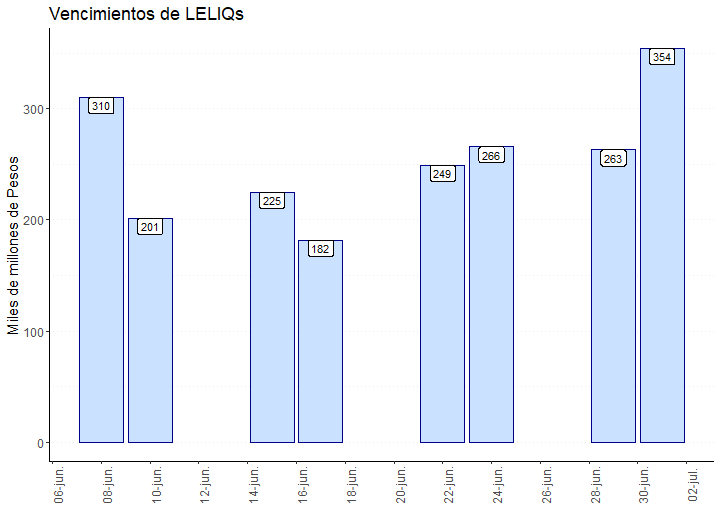 Vencimientos de LELIQs
Miles de millones de Pesos
300
200
100
0
310
201
225
182
249
266
263
354
06-jun.
08-jun.
10-jun.
12-jun.
14-jun.
16-jun.
18-jun.
20-jun.
22-jun.
24-jun.
26-jun.
28-jun.
30-jun.
02-jul.